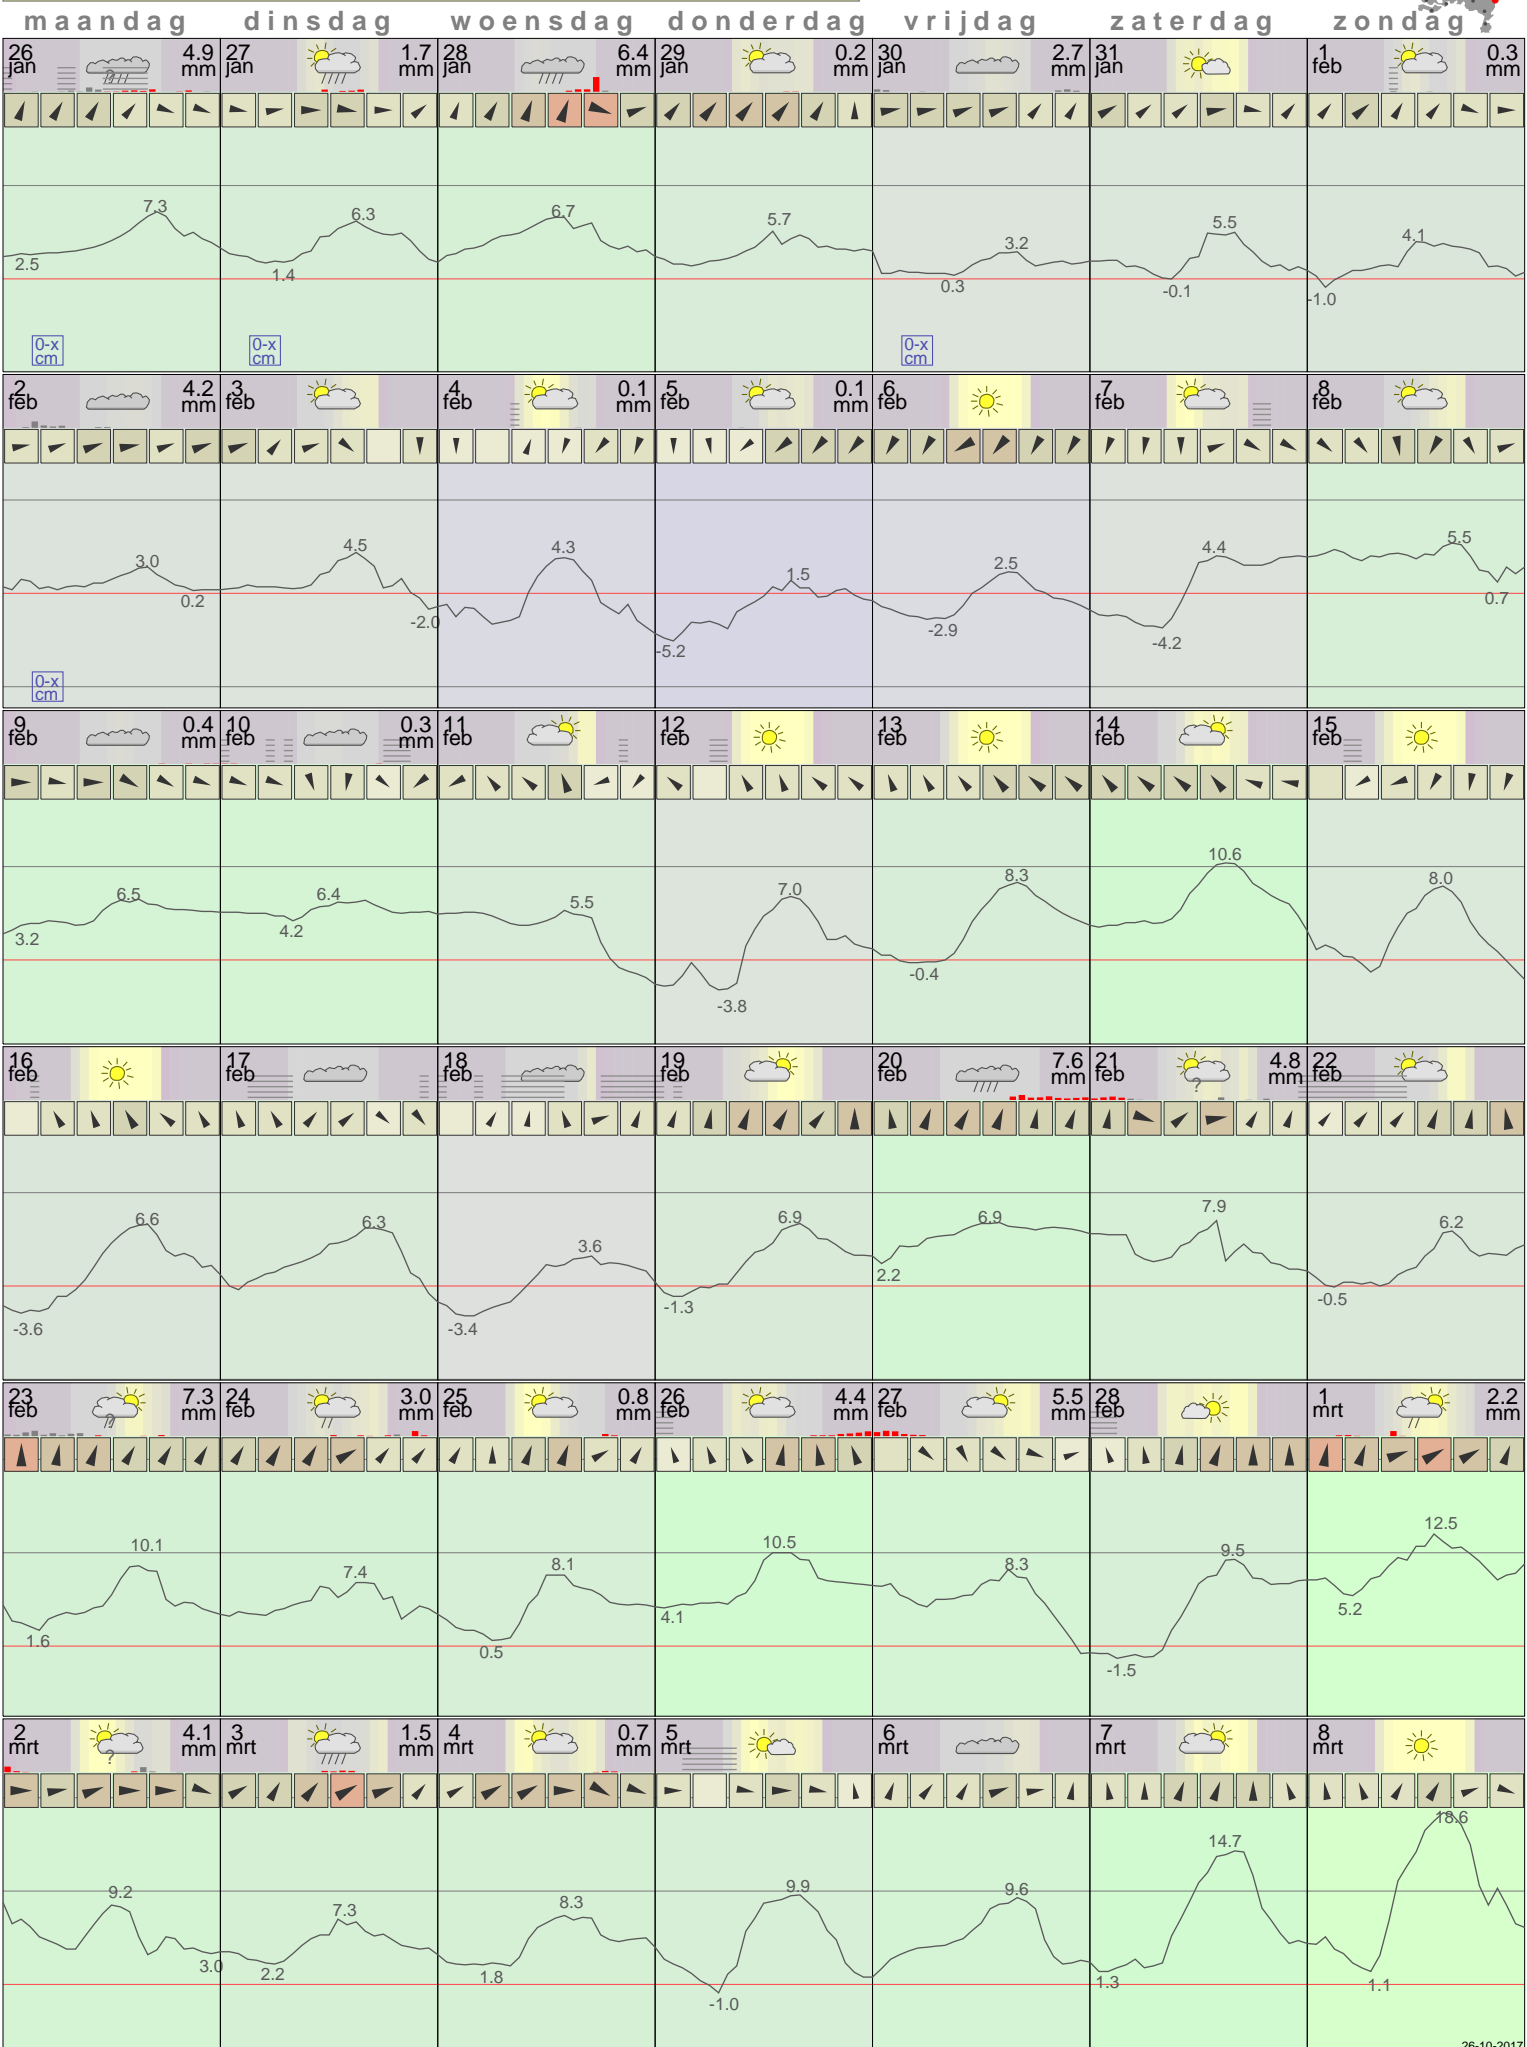 maandag dinsdag woensdag donderdag vrijdag zaterdag zondag
26 jan 4.9 mm 27 jan 1.7 mm 28 jan 6.4 mm 29 jan 0.2 mm 30 jan 2.7 mm 31 jan 1 feb 0.3 mm
?
7.3 6.3 6.7 5.7 3.2 5.5 4.1
2.5 1.4 0.3 -0.1 -1.0
0-x cm 0-x cm 0-x cm
2 feb 4.2 mm 3 feb 4 feb 0.1 mm 5 feb 0.1 mm 6 feb 7 feb 8 feb
3.0 4.5 4.3 1.5 2.5 4.4 5.5
0.2 -2.0 -5.2 -2.9 -4.2 0.7
0-x cm
9 feb 0.4 mm 10 feb 0.3 mm 11 feb 12 feb 13 feb 14 feb 15 feb
6.5 6.4 5.5 7.0 8.3 10.6 8.0
3.2 4.2 -3.8 -0.4
16 feb 17 feb 18 feb 19 feb 20 feb 7.6 mm 21 feb 4.8 mm 22 feb
?
6.6 6.3 3.6 6.9 6.9 7.9 6.2
-3.6 -3.4 -1.3 2.2 -0.5
23 feb 7.3 mm 24 feb 3.0 mm 25 feb 0.8 mm 26 feb 4.4 mm 27 feb 5.5 mm 28 feb 1 mrt 2.2 mm
?
10.1 7.4 8.1 10.5 8.3 9.5 12.5
1.6 0.5 4.1 -1.5 5.2
2 mrt 4.1 mm 3 mrt 1.5 mm 4 mrt 0.7 mm 5 mrt 6 mrt 7 mrt 8 mrt
?
9.2 7.3 8.3 9.9 9.6 14.7 18.6
3.0 2.2 1.8 -1.0 1.3 1.1
26-10-2017